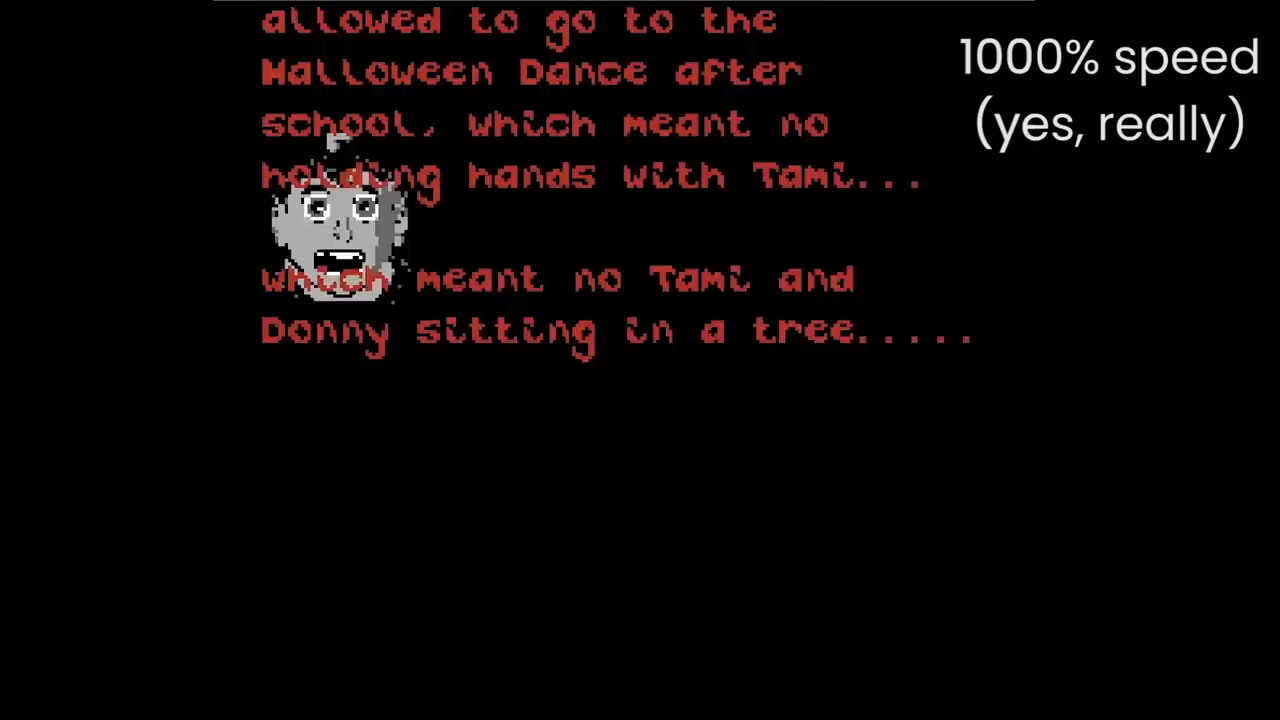 allowed to go to the
Halloween Dance after
school, which meant no
holding hands with Tami...
which meant no Tami and
Donny sitting in a tree.....
1000% speed
(yes, really)